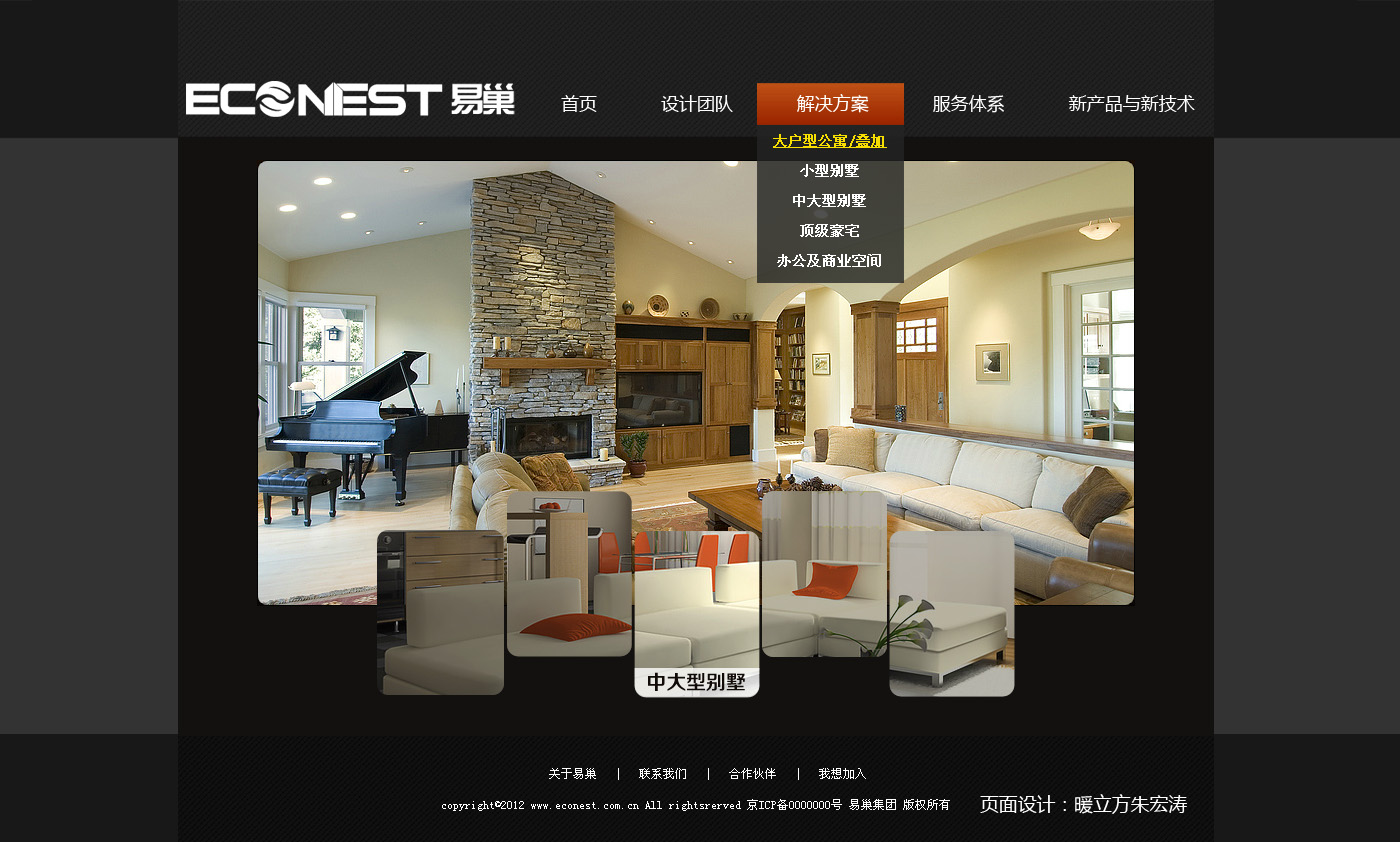 ECONEST 易巢
首页 设计团队 解决方案 服务体系 新产品与新技术
大户型公寓/叠加
小型别墅
中大型别墅
顶级豪宅
办公及商业空间
中大型别墅
关于易巢 | 联系我们 | 合作伙伴 | 我想加入
copyright©2012 www.econest.com.cn All rightsrerved 京ICP备0000000号 易巢集团 版权所有 页面设计：暖立方朱宏涛